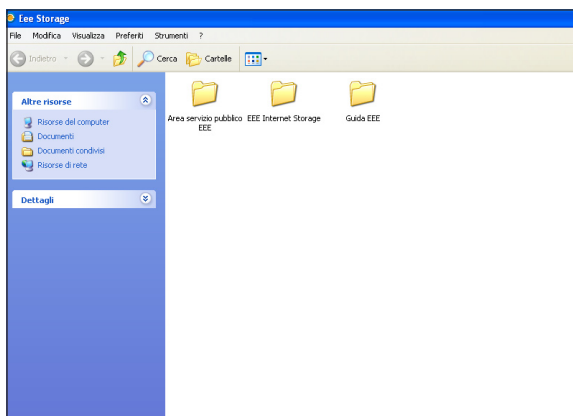 Eee Storage
File Modifica Visualizza Preferiti Strumenti ?
Indietro Cerca Cartelle
Altre risorse
Risorse del computer
Documenti
Documenti condivisi
Risorse di rete
Dettagli
Area servizio pubblico EEE Internet Storage Guida EEE
EEE